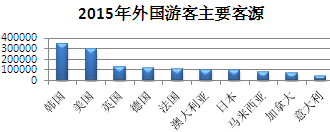 2015年外国游客主要客源
400000
300000
200000
100000
0
韩国
美国
英国
德国
法国
澳大利亚
日本
马来西亚
加拿大
意大利